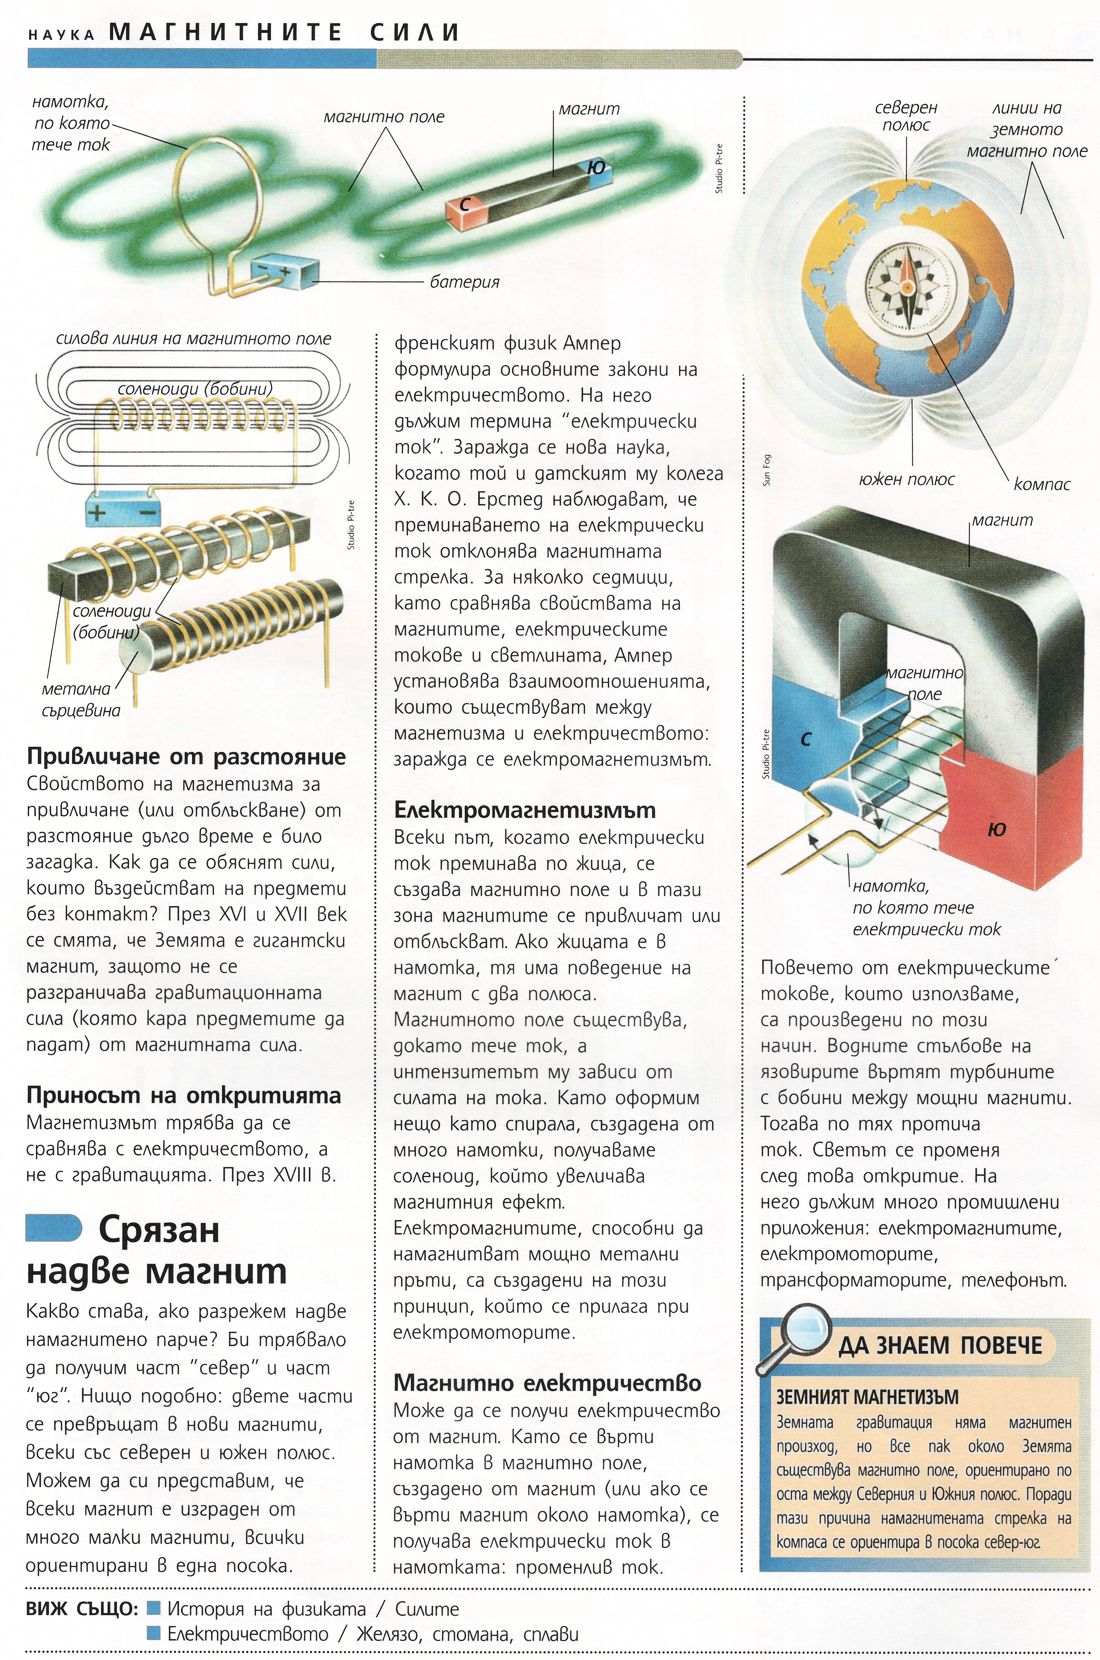 НАУКА МАГНИТНИТЕ СИЛИ
намотка,
по която
тече ток
магнитно поле
магнит
С
Ю
батерия
Studio Pi-tre
северен
полюс
линии на
земното
магнитно поле
южен полюс
компас
Sun Fog
силова линия на магнитното поле
соленоиди (бобини)
+ -
Studio Pi-tre
соленоиди
(бобини)
метална
сърцевина
Привличане от разстояние
Свойството на магнетизма за
привличане (или отблъскване) от
разстояние дълго време е било
загадка. Как да се обяснят сили,
които въздействат на предмети
без контакт? През XVI и XVII век
се смята, че Земята е гигантски
магнит, защото не се
разграничава гравитационната
сила (която кара предметите да
падат) от магнитната сила.
Приносът на откритията
Магнетизмът трябва да се
сравнява с електричеството, а
не с гравитацията. През XVIII в.
Срязан
надве магнит
Какво става, ако разрежем надве
намагнитено парче? Би трябвало
да получим част "север" и част
"юг". Нищо подобно: двете части
се превръщат в нови магнити,
всеки със северен и южен полюс.
Можем да си представим, че
всеки магнит е изграден от
много малки магнити, всички
ориентирани в една посока.
френският физик Ампер
формулира основните закони на
електричеството. На него
дължим термина "електрически
ток". Заражда се нова наука,
когато той и датският му колега
Х. К. О. Ерстед наблюдават, че
преминаването на електрически
ток отклонява магнитната
стрелка. За няколко седмици,
като сравнява свойствата на
магнитите, електрическите
токове и светлината, Ампер
установява взаимоотношенията,
които съществуват между
магнетизма и електричеството:
заражда се електромагнетизмът.
Електромагнетизмът
Всеки път, когато електрически
ток преминава по жица, се
създава магнитно поле и в тази
зона магнитите се привличат или
отблъскват. Ако жицата е в
намотка, тя има поведение на
магнит с два полюса.
Магнитното поле съществува,
докато тече ток, а
интензитетът му зависи от
силата на тока. Като оформим
нещо като спирала, създадена от
много намотки, получаваме
соленоид, който увеличава
магнитния ефект.
Електромагнитите, способни да
намагнитват мощно метални
пръти, са създадени на този
принцип, който се прилага при
електромоторите.
Магнитно електричество
Може да се получи електричество
от магнит. Като се върти
намотка в магнитно поле,
създадено от магнит (или ако се
върти магнит около намотка), се
получава електрически ток в
намотката: променлив ток.
магнит
магнитно
поле
С
Ю
Studio Pi-tre
намотка,
по която тече
електрически ток
Повечето от електрическите
токове, които използваме,
са произведени по този
начин. Водните стълбове на
язовирите въртят турбините
с бобини между мощни магнити.
Тогава по тях протича
ток. Светът се променя
след това откритие. На
него дължим много промишлени
приложения: електромагнитите,
електромоторите,
трансформаторите, телефонът.
ДА ЗНАЕМ ПОВЕЧЕ
ЗЕМНИЯТ МАГНЕТИЗЪМ
Земната гравитация няма магнитен
произход, но все пак около Земята
съществува магнитно поле, ориентирано по
оста между Северния и Южния полюс. Поради
тази причина намагнитената стрелка на
компаса се ориентира в посока север-юг.
ВИЖ СЪЩО: История на физиката / Силите
Електричеството / Желязо, стомана, сплави